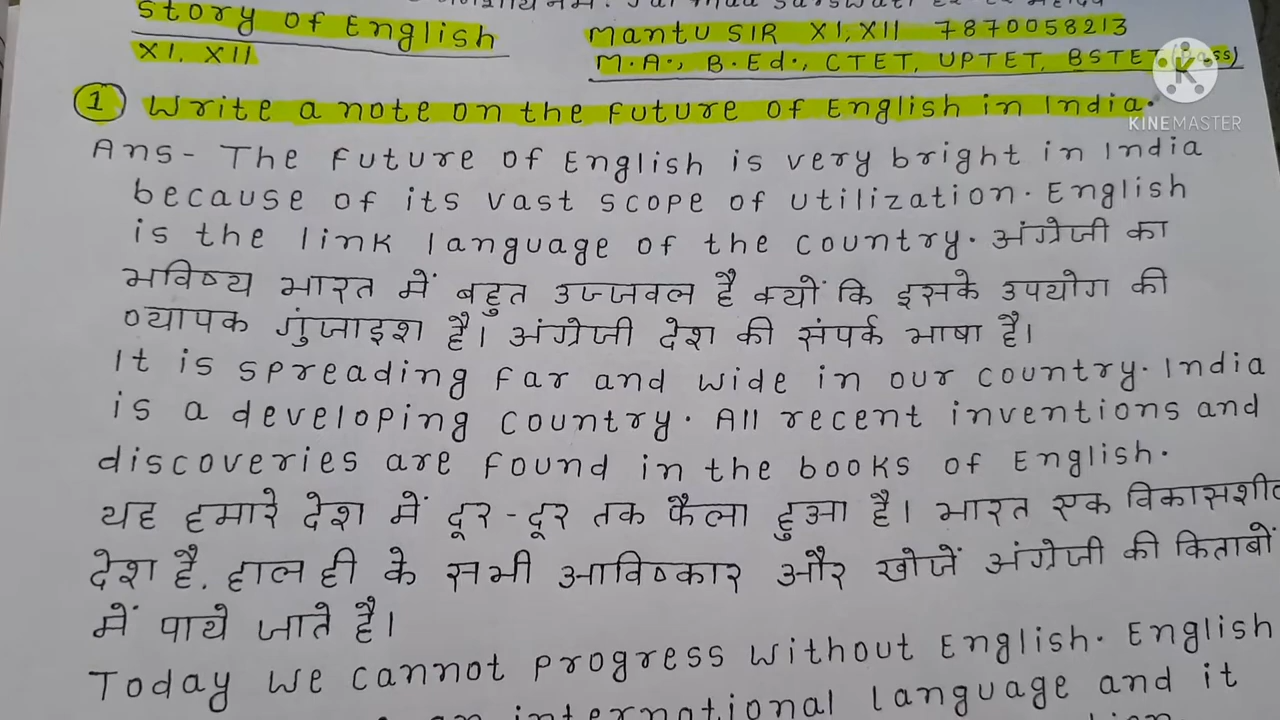 Story of English
XI, XII
Mantu SIR XI, XII 7870058213
M.A., B.Ed., CTET, UPTET, BSTET (Pass)
KINEMASTER
1 Write a note on the future of English in India.
Ans- The future of English is very bright in India
because of its vast scope of utilization. English
is the link language of the country. अंग्रेजी का
भविष्य भारत में बहुत उज्जवल है क्यों कि इसके उपयोग की
व्यापक गुंजाइश है। अंग्रेजी देश की संपर्क भाषा है।
It is spreading far and wide in our country. India
is a developing country. All recent inventions and
discoveries are found in the books of English.
यह हमारे देश में दूर-दूर तक फैला हुआ है। भारत एक विकासशील
देश है. हाल ही के सभी आविष्कार और खोजें अंग्रेजी की किताबों
में पाये जाते है।
Today we cannot progress without English. English
an international language and it